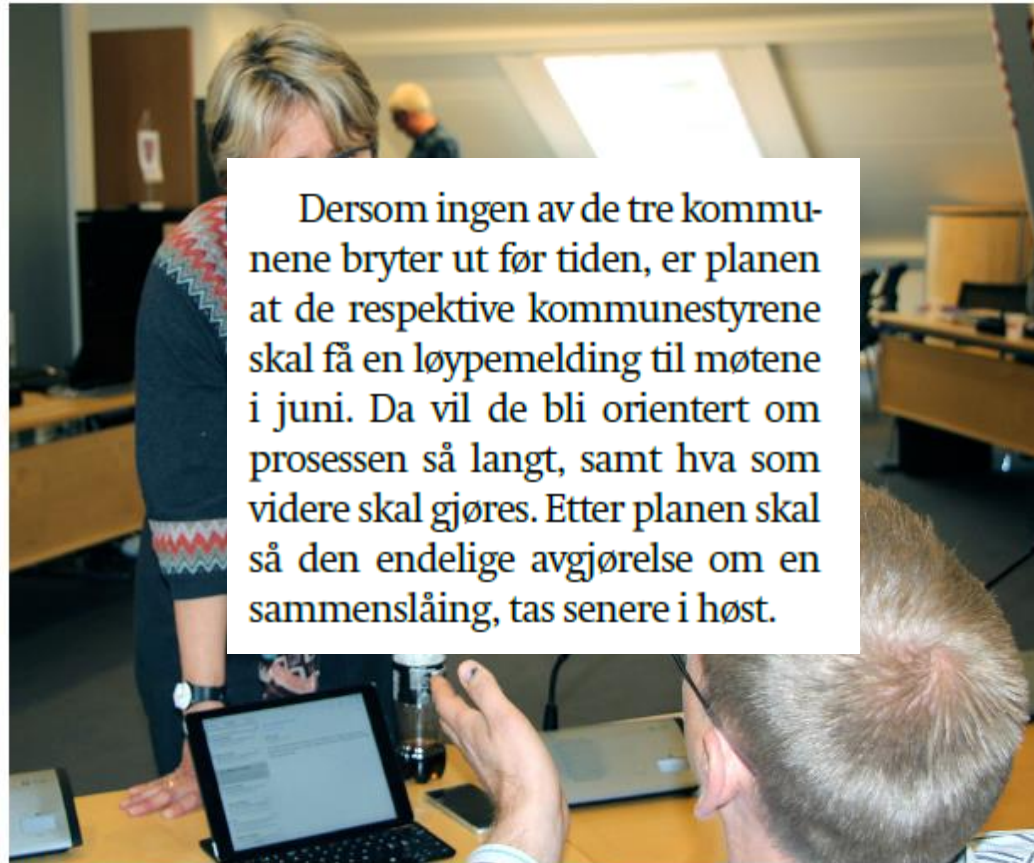 Dersom ingen av de tre kommu-
nene bryter ut før tiden, er planen
at de respektive kommunestyrene
skal få en løypemelding til møtene
i juni. Da vil de bli orientert om
prosessen så langt, samt hva som
videre skal gjøres. Etter planen skal
så den endelige avgjørelse om en
sammenslåing, tas senere i høst.